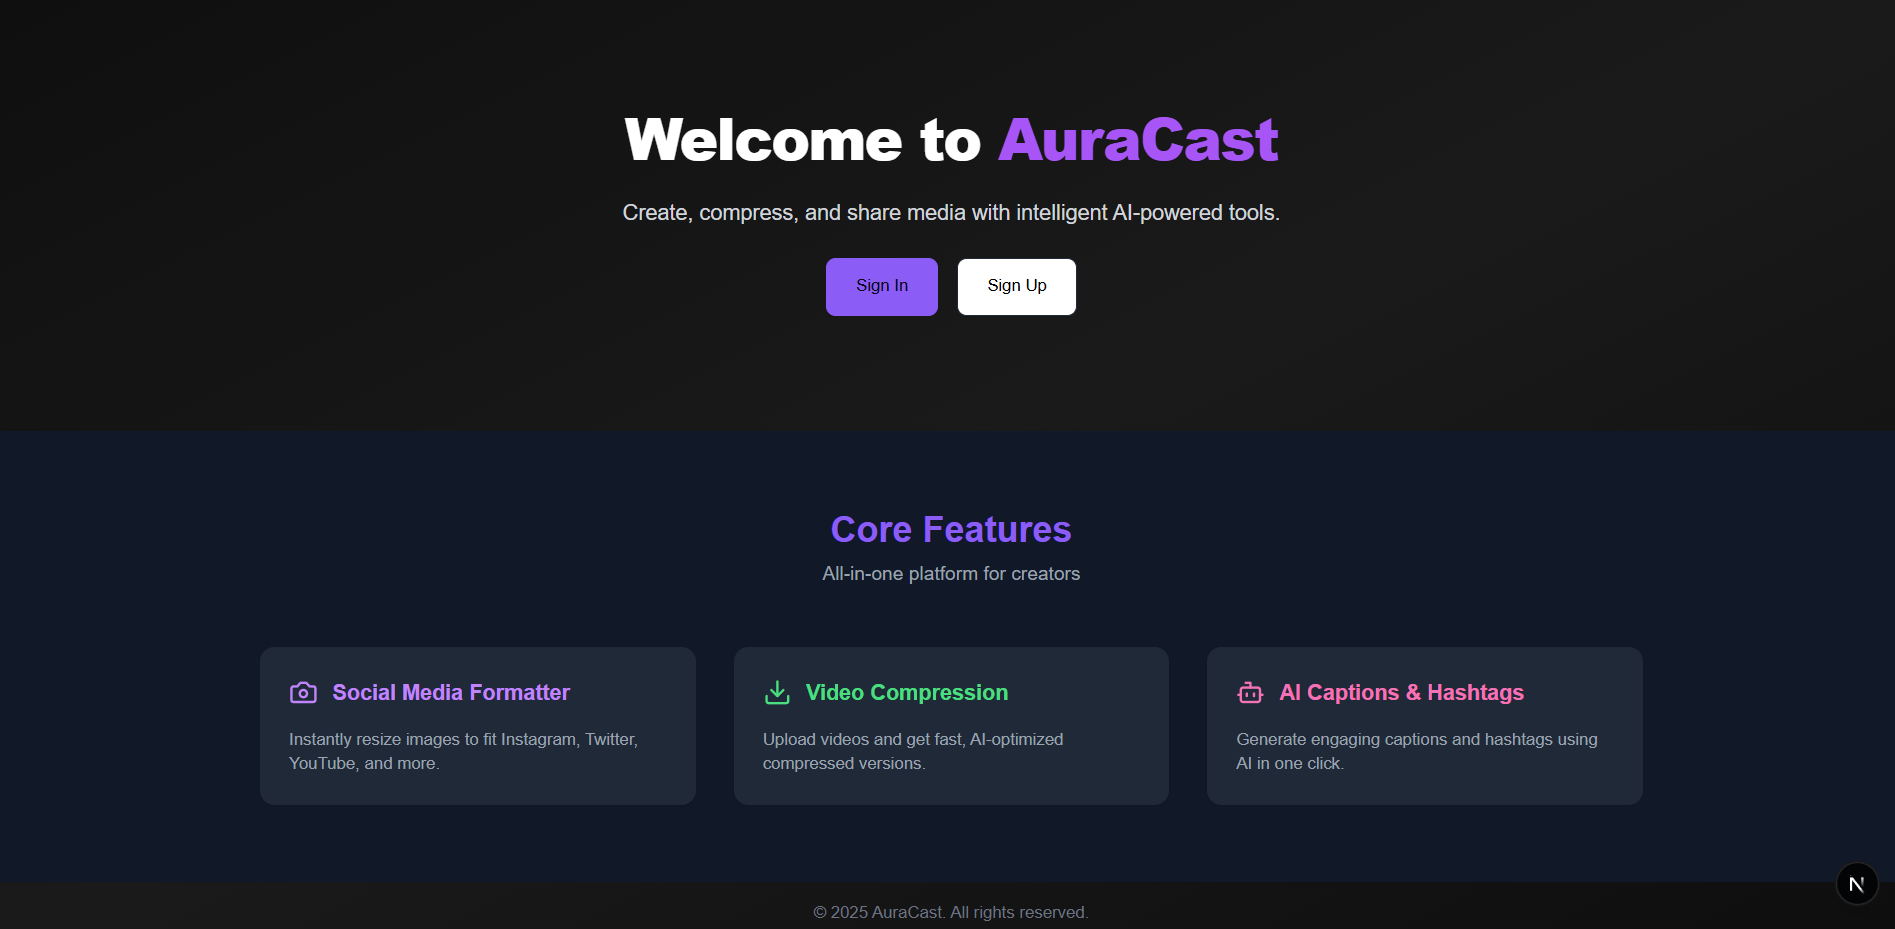 Welcome to AuraCast
Create, compress, and share media with intelligent AI-powered tools.
Sign In
Sign Up
Core Features
All-in-one platform for creators
Social Media Formatter
Instantly resize images to fit Instagram, Twitter,
YouTube, and more.
Video Compression
Upload videos and get fast, AI-optimized
compressed versions.
AI Captions & Hashtags
Generate engaging captions and hashtags using
AI in one click.
N
© 2025 AuraCast. All rights reserved.